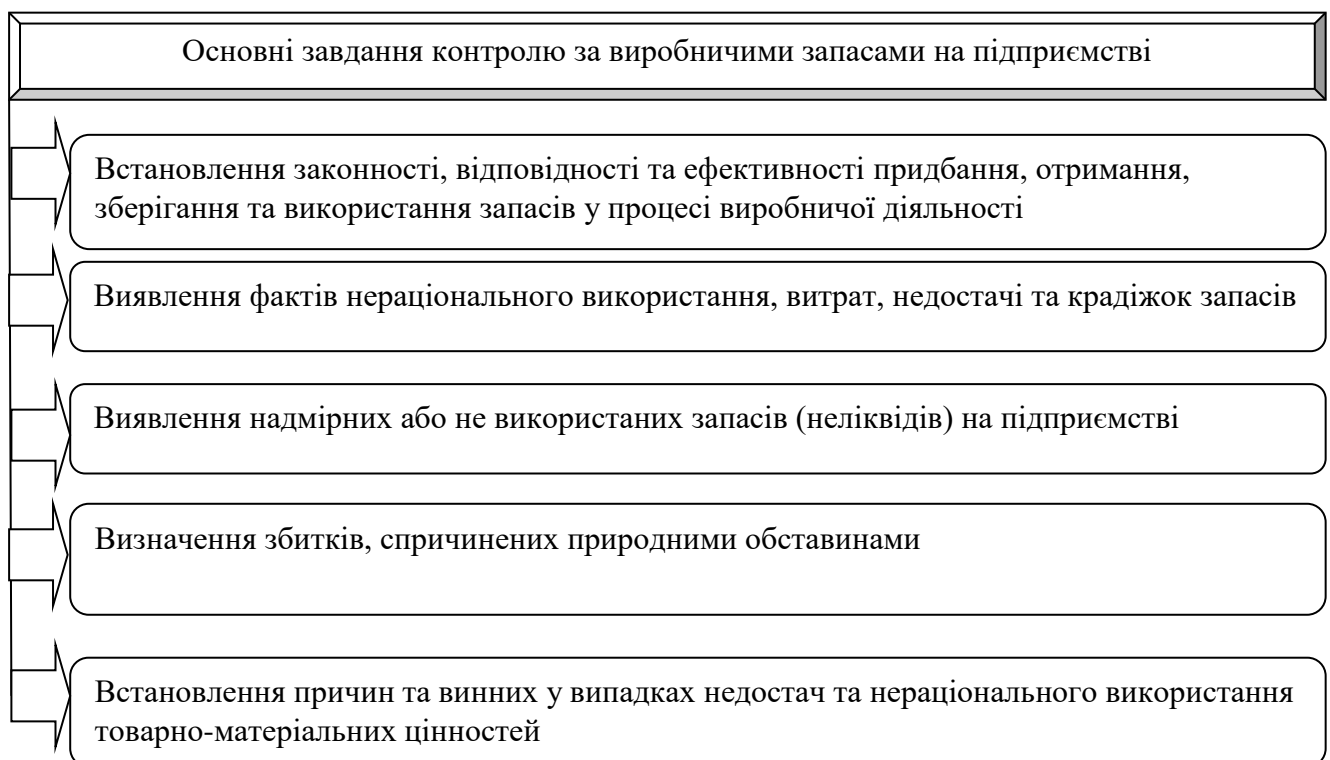 Основні завдання контролю за виробничими запасами на підприємстві
Встановлення законності, відповідності та ефективності придбання, отримання,
зберігання та використання запасів у процесі виробничої діяльності
Виявлення фактів нераціонального використання, витрат, недостачі та крадіжок запасів
Виявлення надмірних або не використаних запасів (неліквідів) на підприємстві
Визначення збитків, спричинених природними обставинами
Встановлення причин та винних у випадках недостач та нераціонального використання
товарно-матеріальних цінностей